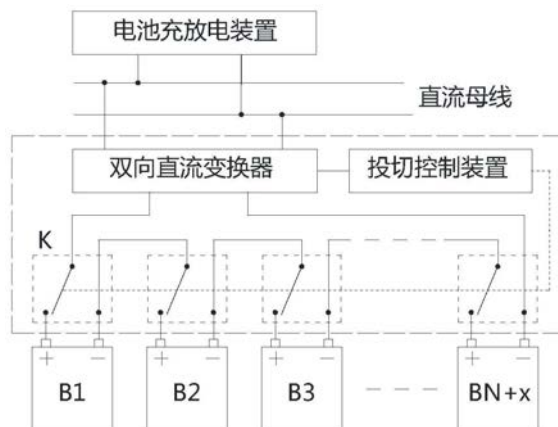 电池充放电装置
直流母线
双向直流变换器
投切控制装置
K
+ − + − + − + −
B1 B2 B3 BN+x